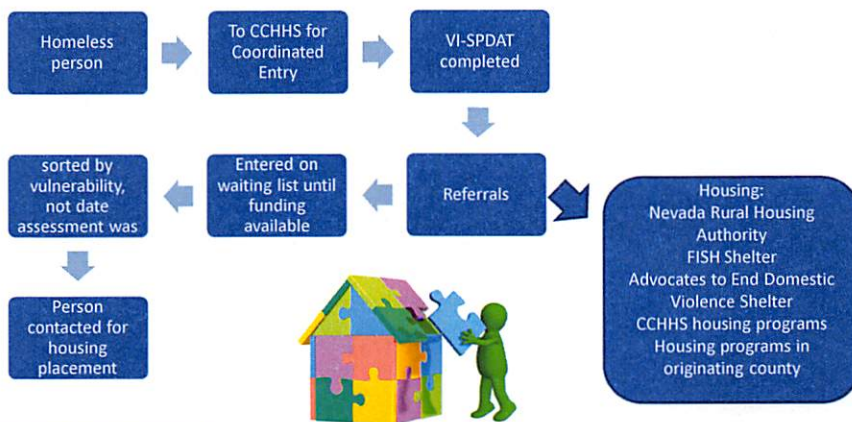 Homeless
person
To CCHHS for
Coordinated
Entry
VI-SPDAT
completed
Referrals
Entered on
waiting list until
funding
available
sorted by
vulnerability,
not date
assessment was
Person
contacted for
housing
placement
Housing:
Nevada Rural Housing
Authority
FISH Shelter
Advocates to End Domestic
Violence Shelter
CCHHS housing programs
Housing programs in
originating county